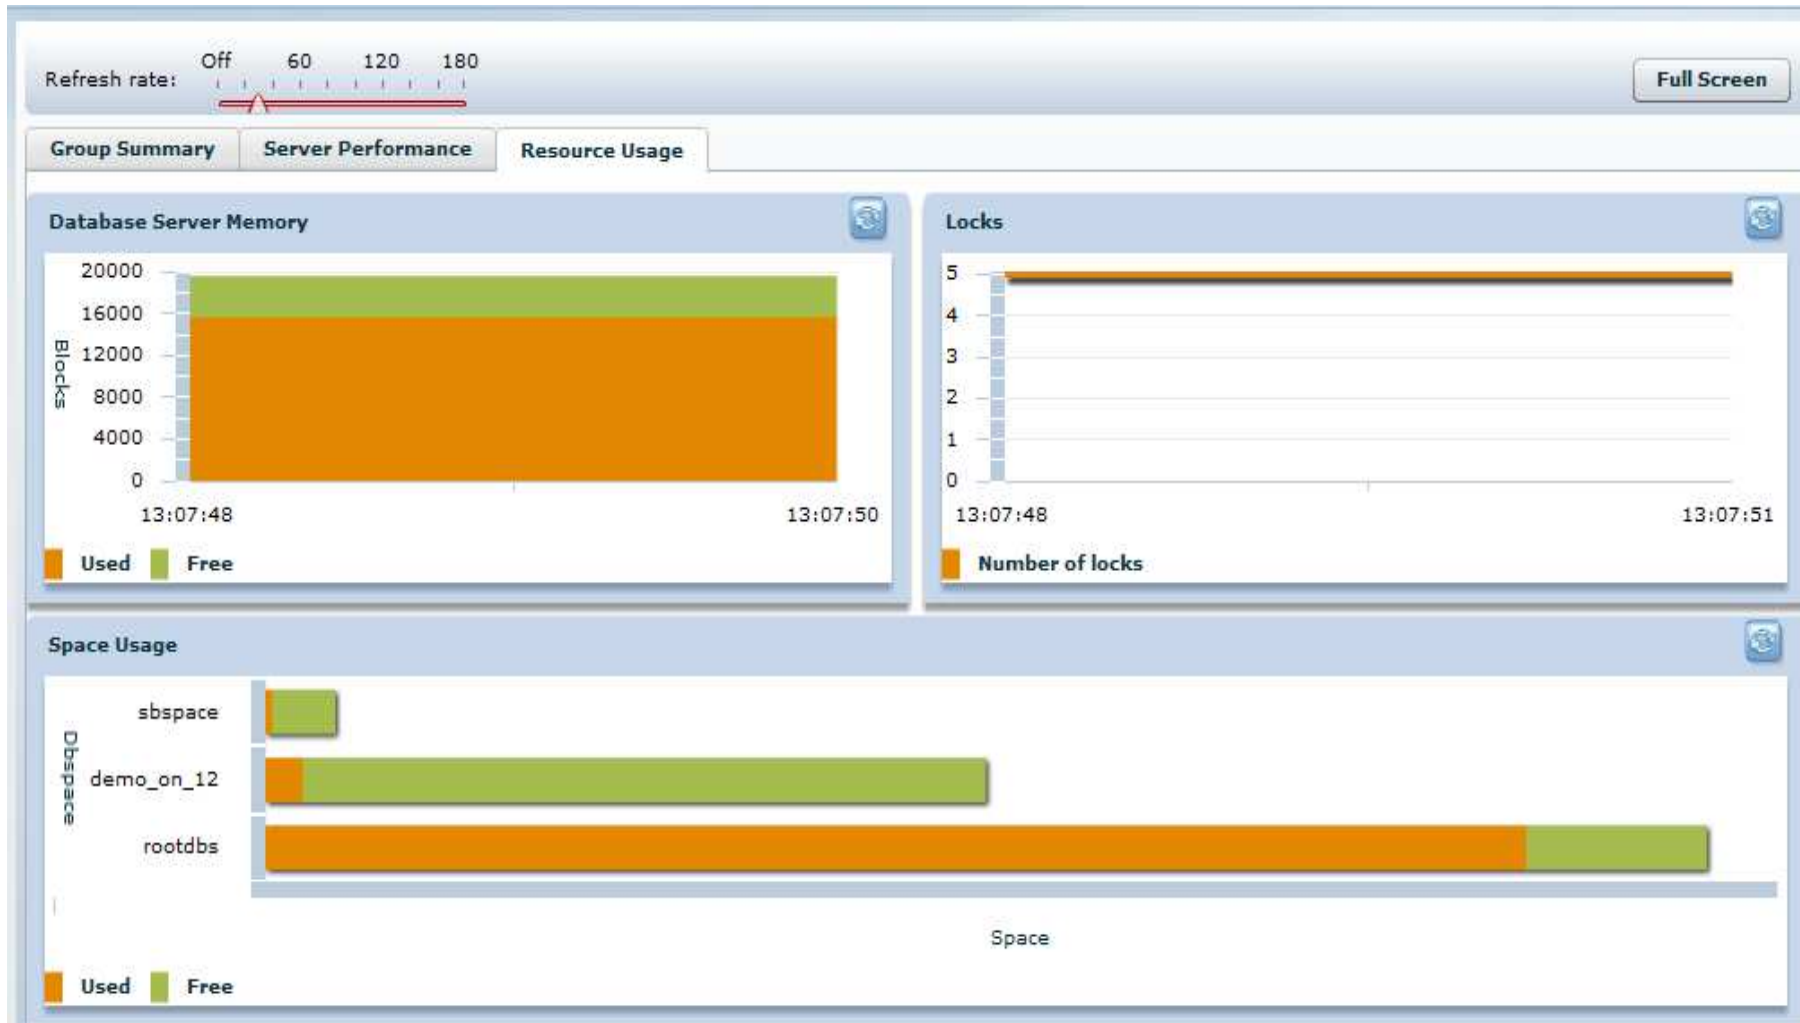 Refresh rate:
Off 60 120 180
Full Screen
Group Summary
Server Performance
Resource Usage
Database Server Memory
20000
16000
12000
8000
4000
0
Blocks
13:07:48
13:07:50
Used
Free
Locks
5
4
3
2
1
0
13:07:48
13:07:51
Number of locks
Space Usage
Dbspace
sbspace
demo_on_12
rootdbs
Space
Used
Free